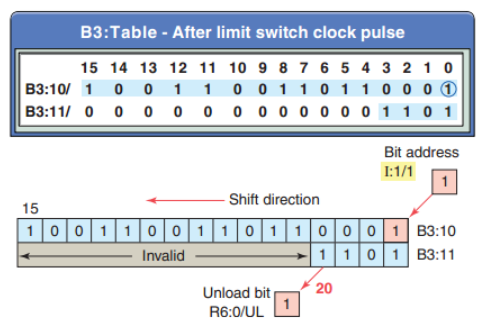 B3:Table - After limit switch clock pulse
15 14 13 12 11 10 9 8 7 6 5 4 3 2 1 0
B3:10/ 1 0 0 1 1 0 0 1 1 0 1 1 0 0 0 1
B3:11/ 0 0 0 0 0 0 0 0 0 0 0 0 1 1 0 1
Bit address
I:1/1
1
Shift direction
15
1 0 0 1 1 0 0 1 1 0 1 1 0 0 0 1 B3:10
Invalid 1 1 0 1 B3:11
20
Unload bit 1
R6:0/UL